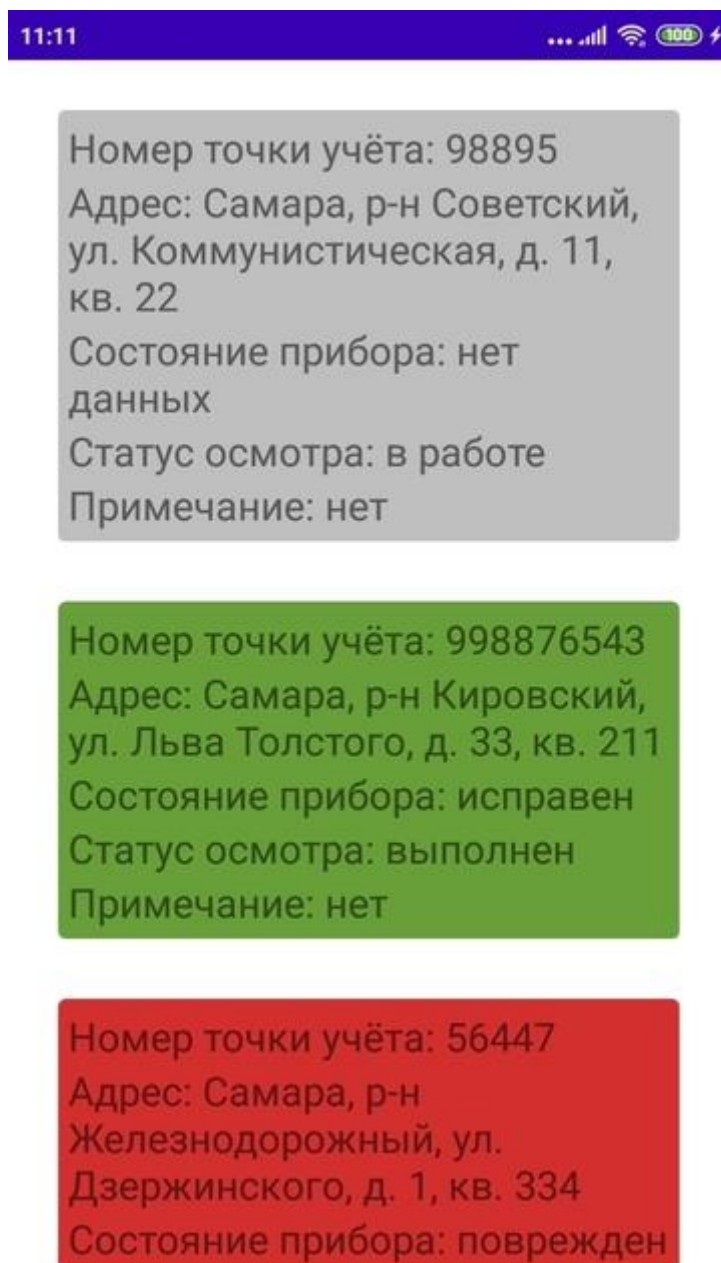 11:11
100
Номер точки учёта: 98895
Адрес: Самара, р-н Советский,
ул. Коммунистическая, д. 11,
кв. 22
Состояние прибора: нет
данных
Статус осмотра: в работе
Примечание: нет
Номер точки учёта: 998876543
Адрес: Самара, р-н Кировский,
ул. Льва Толстого, д. 33, кв. 211
Состояние прибора: исправен
Статус осмотра: выполнен
Примечание: нет
Номер точки учёта: 56447
Адрес: Самара, р-н
Железнодорожный, ул.
Дзержинского, д. 1, кв. 334
Состояние прибора: поврежден